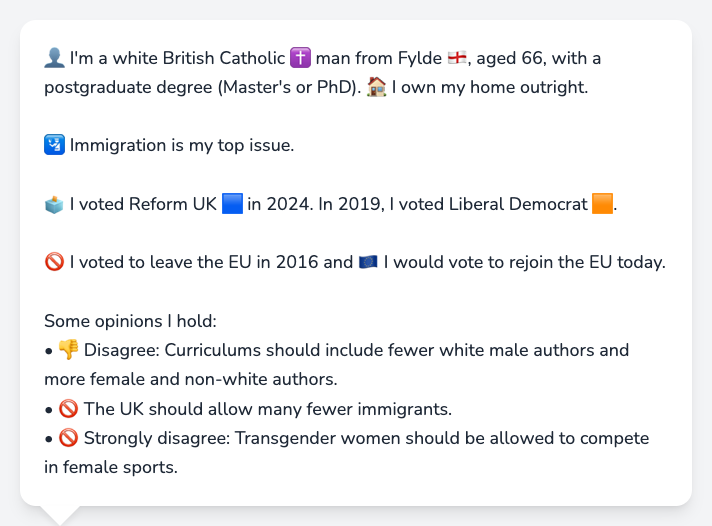 👤 I'm a white British Catholic ✝️ man from Fylde 🏴󠁧󠁢󠁥󠁮󠁧󠁿, aged 66, with a
postgraduate degree (Master's or PhD). 🏠 I own my home outright.
🛂 Immigration is my top issue.
🗳️ I voted Reform UK 🟦 in 2024. In 2019, I voted Liberal Democrat 🟧.
🚫 I voted to leave the EU in 2016 and 🇪🇺 I would vote to rejoin the EU today.
Some opinions I hold:
• 👎 Disagree: Curriculums should include fewer white male authors and
more female and non-white authors.
• 🚫 The UK should allow many fewer immigrants.
• 🚫 Strongly disagree: Transgender women should be allowed to compete
in female sports.